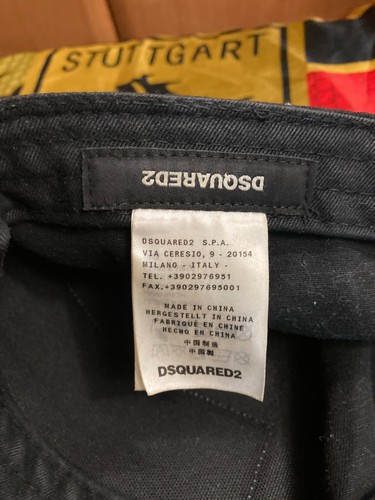 STUTTGART
DSQUARED2
DSQUARED2 S.P.A.
VIA CERESIO, 9 - 20154
MILANO - ITALY -
TEL. +3902976951
FAX.+390297695001
MADE IN CHINA
HERGESTELLT IN CHINA
FABRIQUÉ EN CHINE
HECHO EN CHINA
中国制造
中國製
DSQUARED2